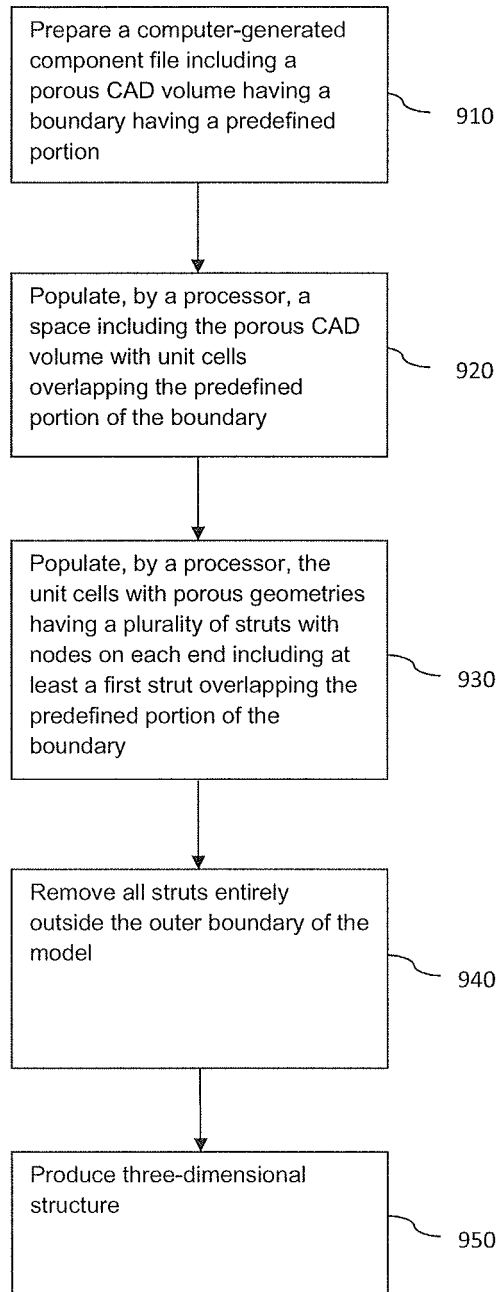 Prepare a computer-generated
component file including a
porous CAD volume having a
boundary having a predefined
portion
910
Populate, by a processor, a
space including the porous CAD
volume with unit cells
overlapping the predefined
portion of the boundary
920
Populate, by a processor, the
unit cells with porous geometries
having a plurality of struts with
nodes on each end including at
least a first strut overlapping the
predefined portion of the
boundary
930
Remove all struts entirely
outside the outer boundary of the
model
940
Produce three-dimensional
structure
950